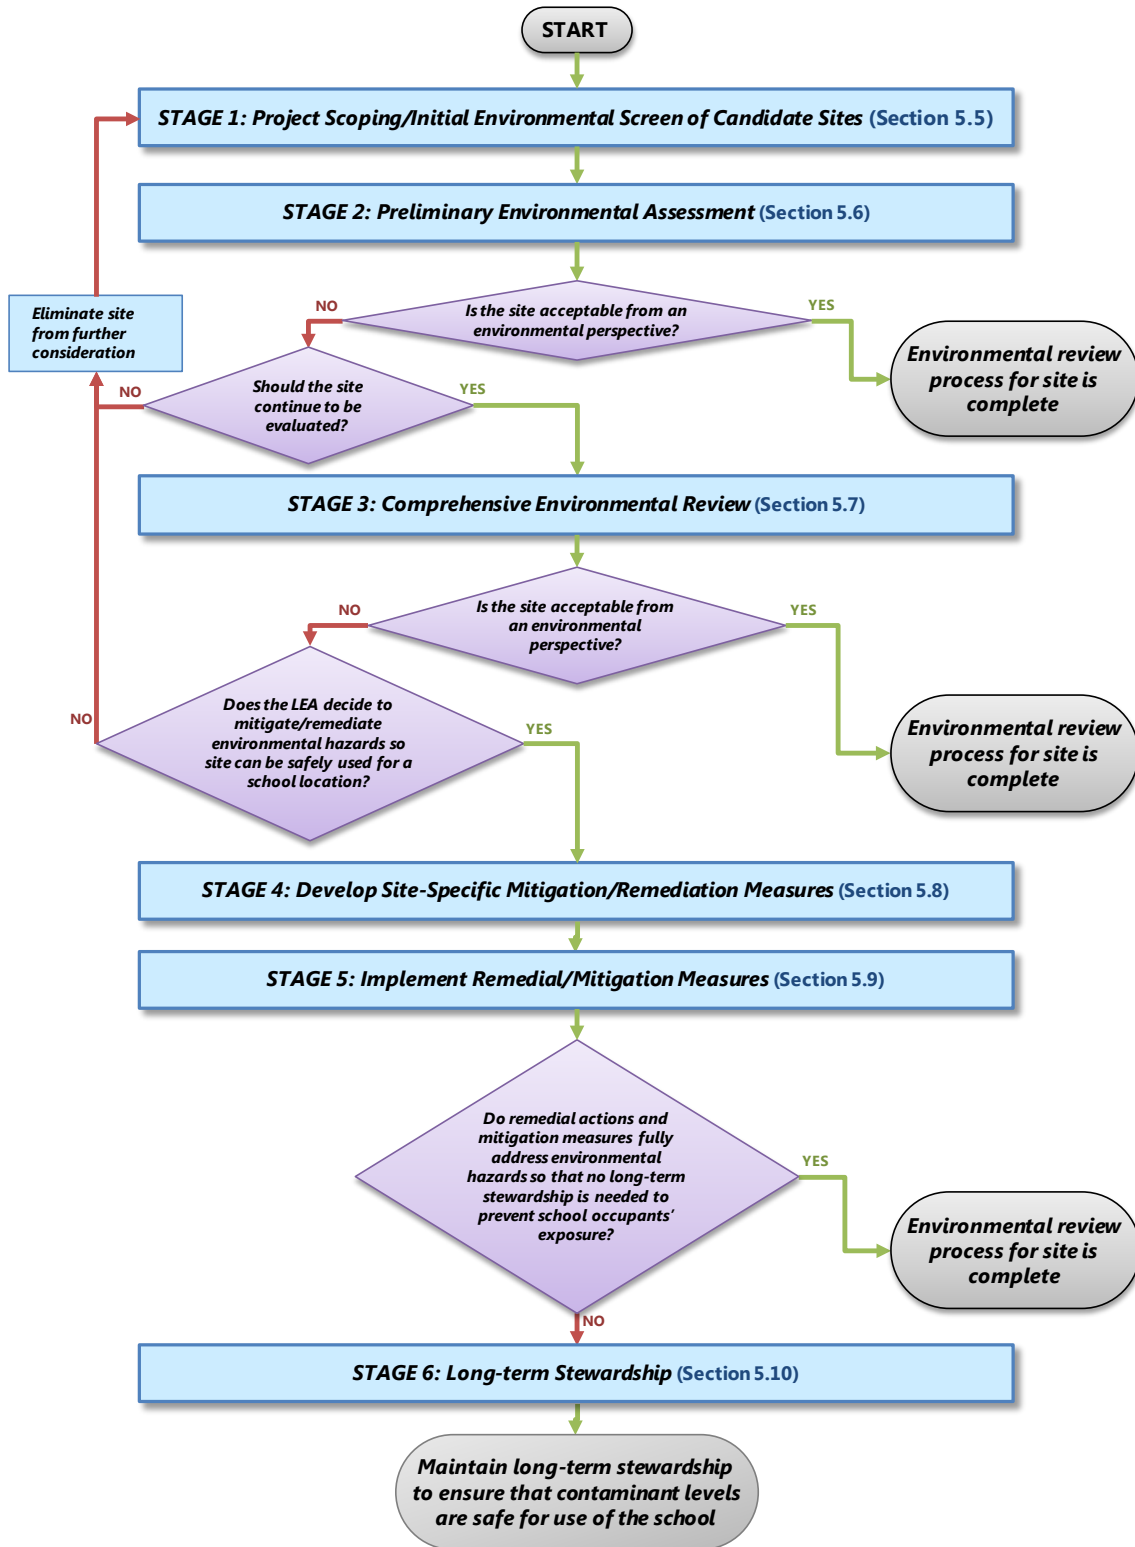 START
STAGE 1: Project Scoping/Initial Environmental Screen of Candidate Sites (Section 5.5)
STAGE 2: Preliminary Environmental Assessment (Section 5.6)
Eliminate site
from further
consideration
NO
Is the site acceptable from an
environmental perspective?
YES
Environmental review
process for site is
complete
NO
Should the site
continue to be
evaluated?
YES
STAGE 3: Comprehensive Environmental Review (Section 5.7)
NO
Is the site acceptable from
an environmental
perspective?
YES
Environmental review
process for site is
complete
NO
Does the LEA decide to
mitigate/remediate
environmental hazards so
site can be safely used for a
school location?
YES
STAGE 4: Develop Site-Specific Mitigation/Remediation Measures (Section 5.8)
STAGE 5: Implement Remedial/Mitigation Measures (Section 5.9)
Do remedial actions and
mitigation measures fully
address environmental
hazards so that no long-term
stewardship is needed to
prevent school occupants'
exposure?
YES
Environmental review
process for site is
complete
NO
STAGE 6: Long-term Stewardship (Section 5.10)
Maintain long-term stewardship
to ensure that contaminant levels
are safe for use of the school